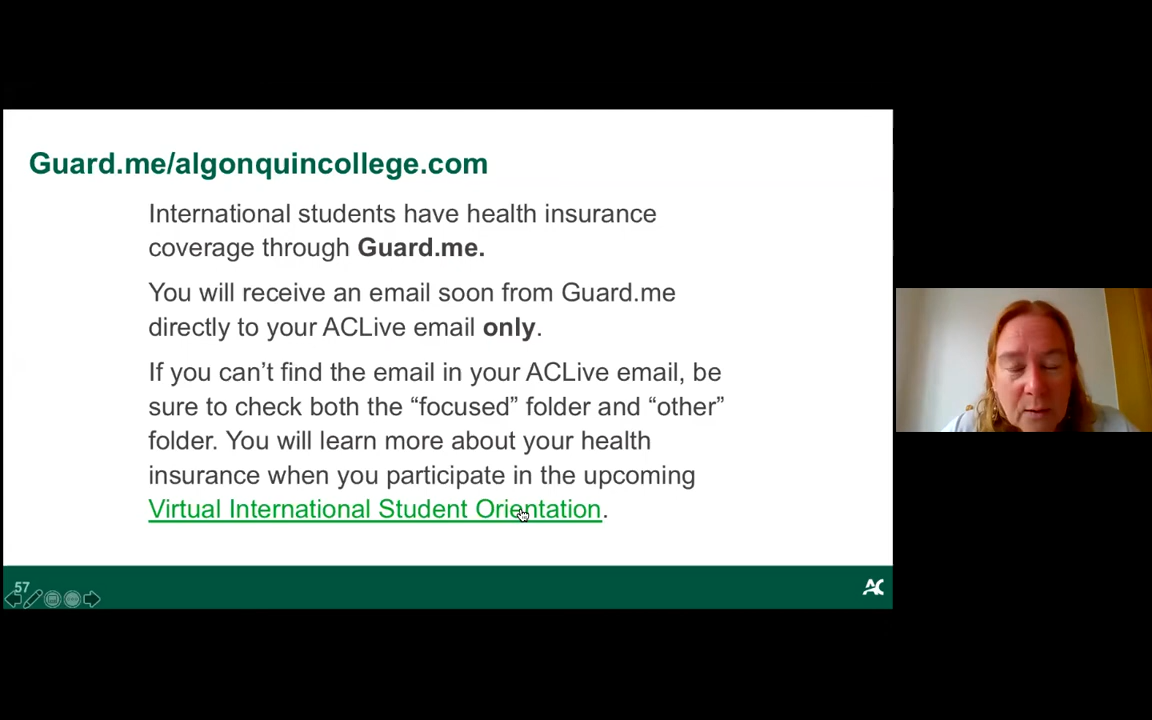 Guard.me/algonquincollege.com
International students have health insurance
coverage through Guard.me.
You will receive an email soon from Guard.me
directly to your ACLive email only.
If you can’t find the email in your ACLive email, be
sure to check both the “focused” folder and “other”
folder. You will learn more about your health
insurance when you participate in the upcoming
Virtual International Student Orientation.
57
AC